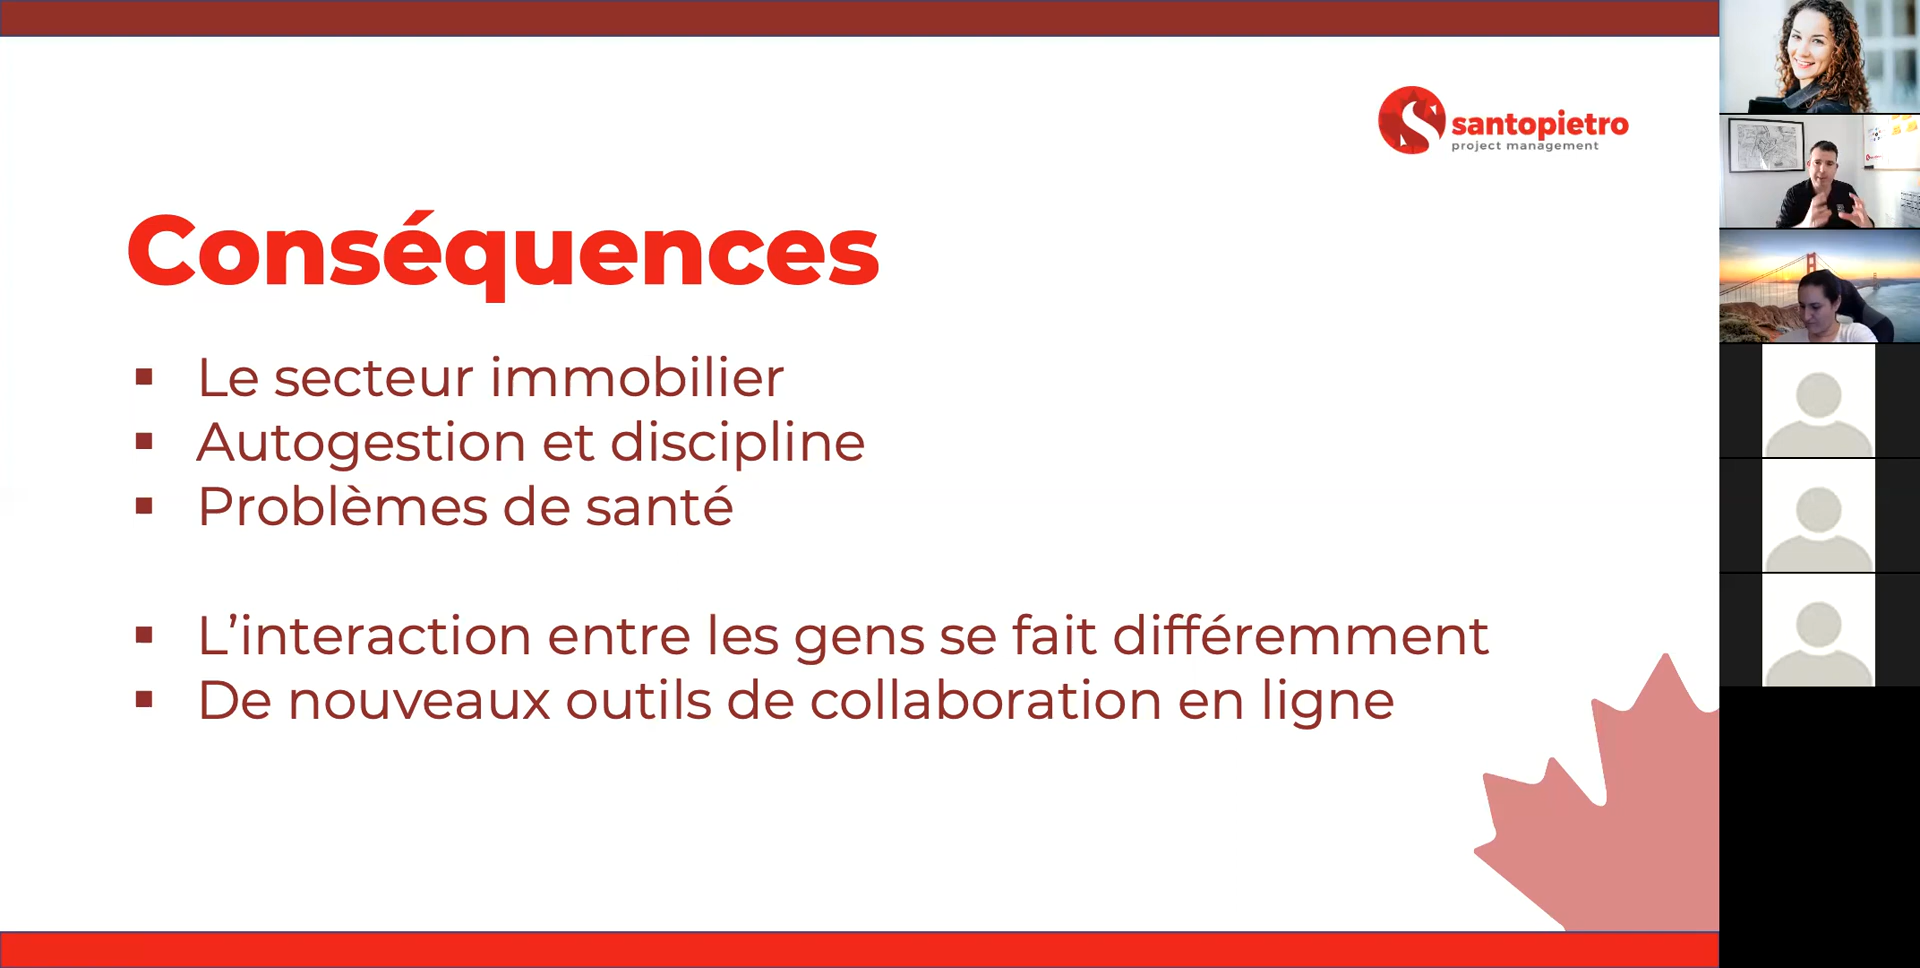 santopietro
project management
Conséquences
▪ Le secteur immobilier
▪ Autogestion et discipline
▪ Problèmes de santé
▪ L’interaction entre les gens se fait différemment
▪ De nouveaux outils de collaboration en ligne